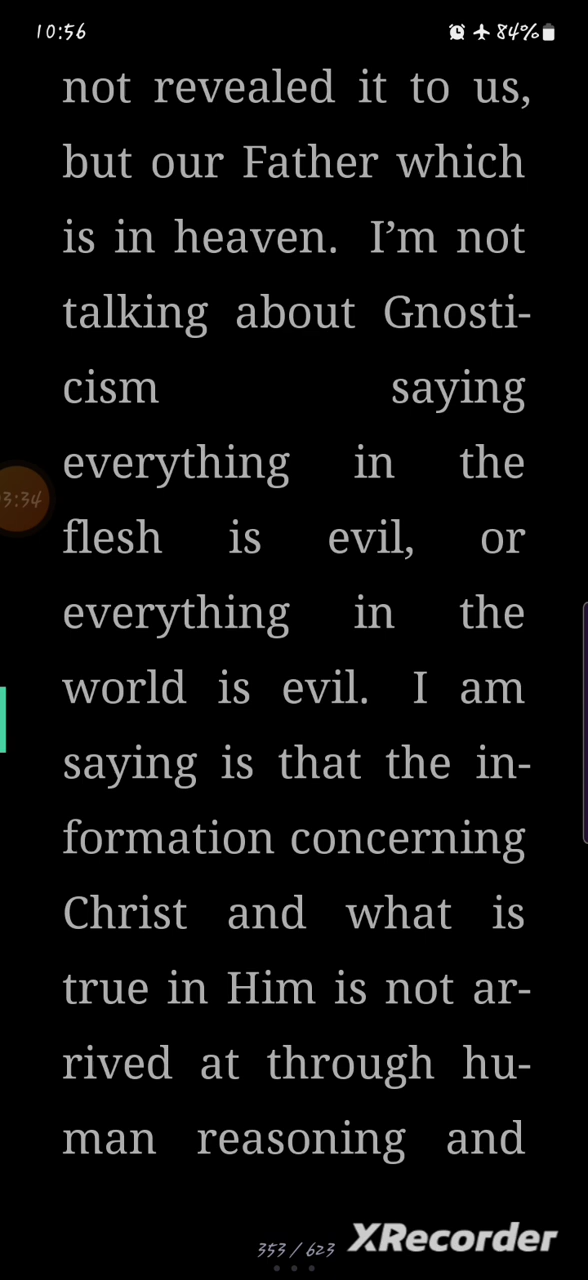 10:56
84%
not revealed it to us,
but our Father which
is in heaven. I’m not
talking about Gnosti-
cism saying
everything in the
03:34
flesh is evil, or
everything in the
world is evil. I am
saying is that the in-
formation concerning
Christ and what is
true in Him is not ar-
rived at through hu-
man reasoning and
353 / 623
XRecorder